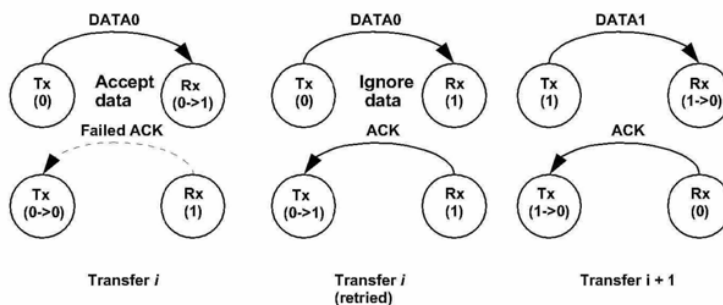 DATA0
Tx
(0)
Accept
data
Rx
(0->1)
Failed ACK
Tx
(0->0)
Rx
(1)
Transfer i
DATA0
Tx
(0)
Ignore
data
Rx
(1)
ACK
Tx
(0->1)
Rx
(1)
Transfer i
(retried)
DATA1
Tx
(1)
Rx
(1->0)
ACK
Tx
(1->0)
Rx
(0)
Transfer i + 1